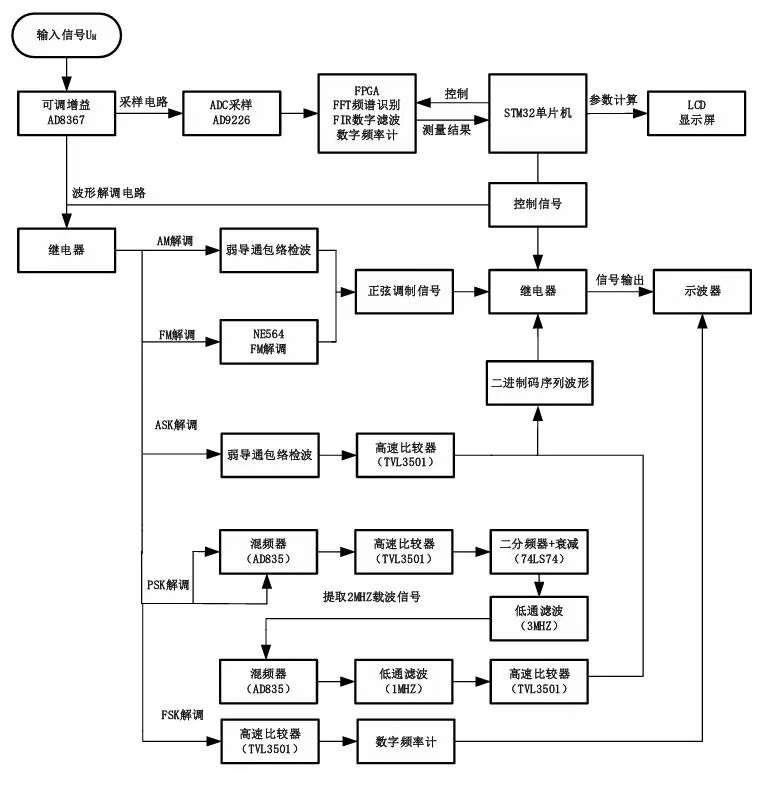 输入信号UM
可调增益
AD8367
采样电路
ADC采样
AD9226
FPGA
FFT频谱识别
FIR数字滤波
数字频率计
控制
测量结果
STM32单片机
参数计算
LCD
显示屏
波形解调电路
控制信号
继电器
AM解调
弱导通包络检波
正弦调制信号
继电器
信号输出
示波器
FM解调
NE564
FM解调
二进制码序列波形
ASK解调
弱导通包络检波
高速比较器
（TVL3501）
混频器
（AD835）
高速比较器
（TVL3501）
二分频器+衰减
（74LS74）
PSK解调
提取2MHZ载波信号
低通滤波
（3MHZ）
混频器
（AD835）
低通滤波
（1MHZ）
高速比较器
（TVL3501）
FSK解调
高速比较器
（TVL3501）
数字频率计